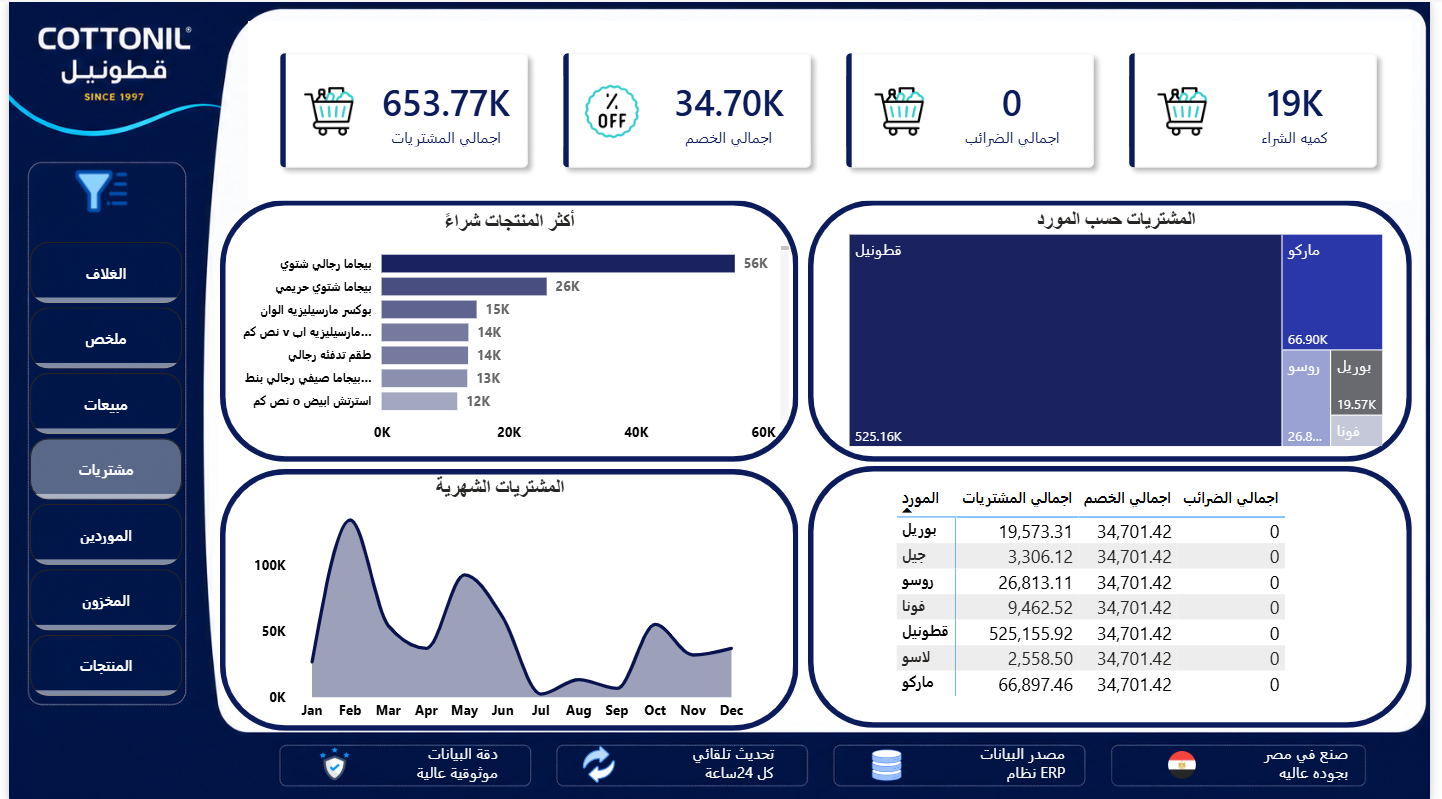 COTTONIL®
قطونيل
SINCE 1997
الغلاف
ملخص
مبيعات
مشتريات
الموردين
المخزون
المنتجات
653.77K
اجمالي المشتريات
% OFF
34.70K
اجمالي الخصم
0
اجمالي الضرائب
19K
كميه الشراء
أكثر المنتجات شراءً
بيجاما رجالي شتوي 56K
بيجاما شتوي حريمي 26K
بوكسر مارسيليزيه الوان 15K
مارسيليزيه اب v نص كم... 14K
طقم تدفئه رجالي 14K
بيجاما صيفي رجالي بنط... 13K
استرتش ابيض o نص كم 12K
0K 20K 40K 60K
المشتريات حسب المورد
قطونيل
525.16K
ماركو
66.90K
روسو
26.8...
بوريل
19.57K
فونا
المشتريات الشهرية
100K
50K
0K
Jan Feb Mar Apr May Jun Jul Aug Sep Oct Nov Dec
المورد اجمالي المشتريات اجمالي الخصم اجمالي الضرائب
بوريل 19,573.31 34,701.42 0
جيل 3,306.12 34,701.42 0
روسو 26,813.11 34,701.42 0
فونا 9,462.52 34,701.42 0
قطونيل 525,155.92 34,701.42 0
لاسو 2,558.50 34,701.42 0
ماركو 66,897.46 34,701.42 0
دقة البيانات
موثوقية عالية
تحديث تلقائي
كل 24ساعة
مصدر البيانات
نظام ERP
صنع في مصر
بجوده عاليه